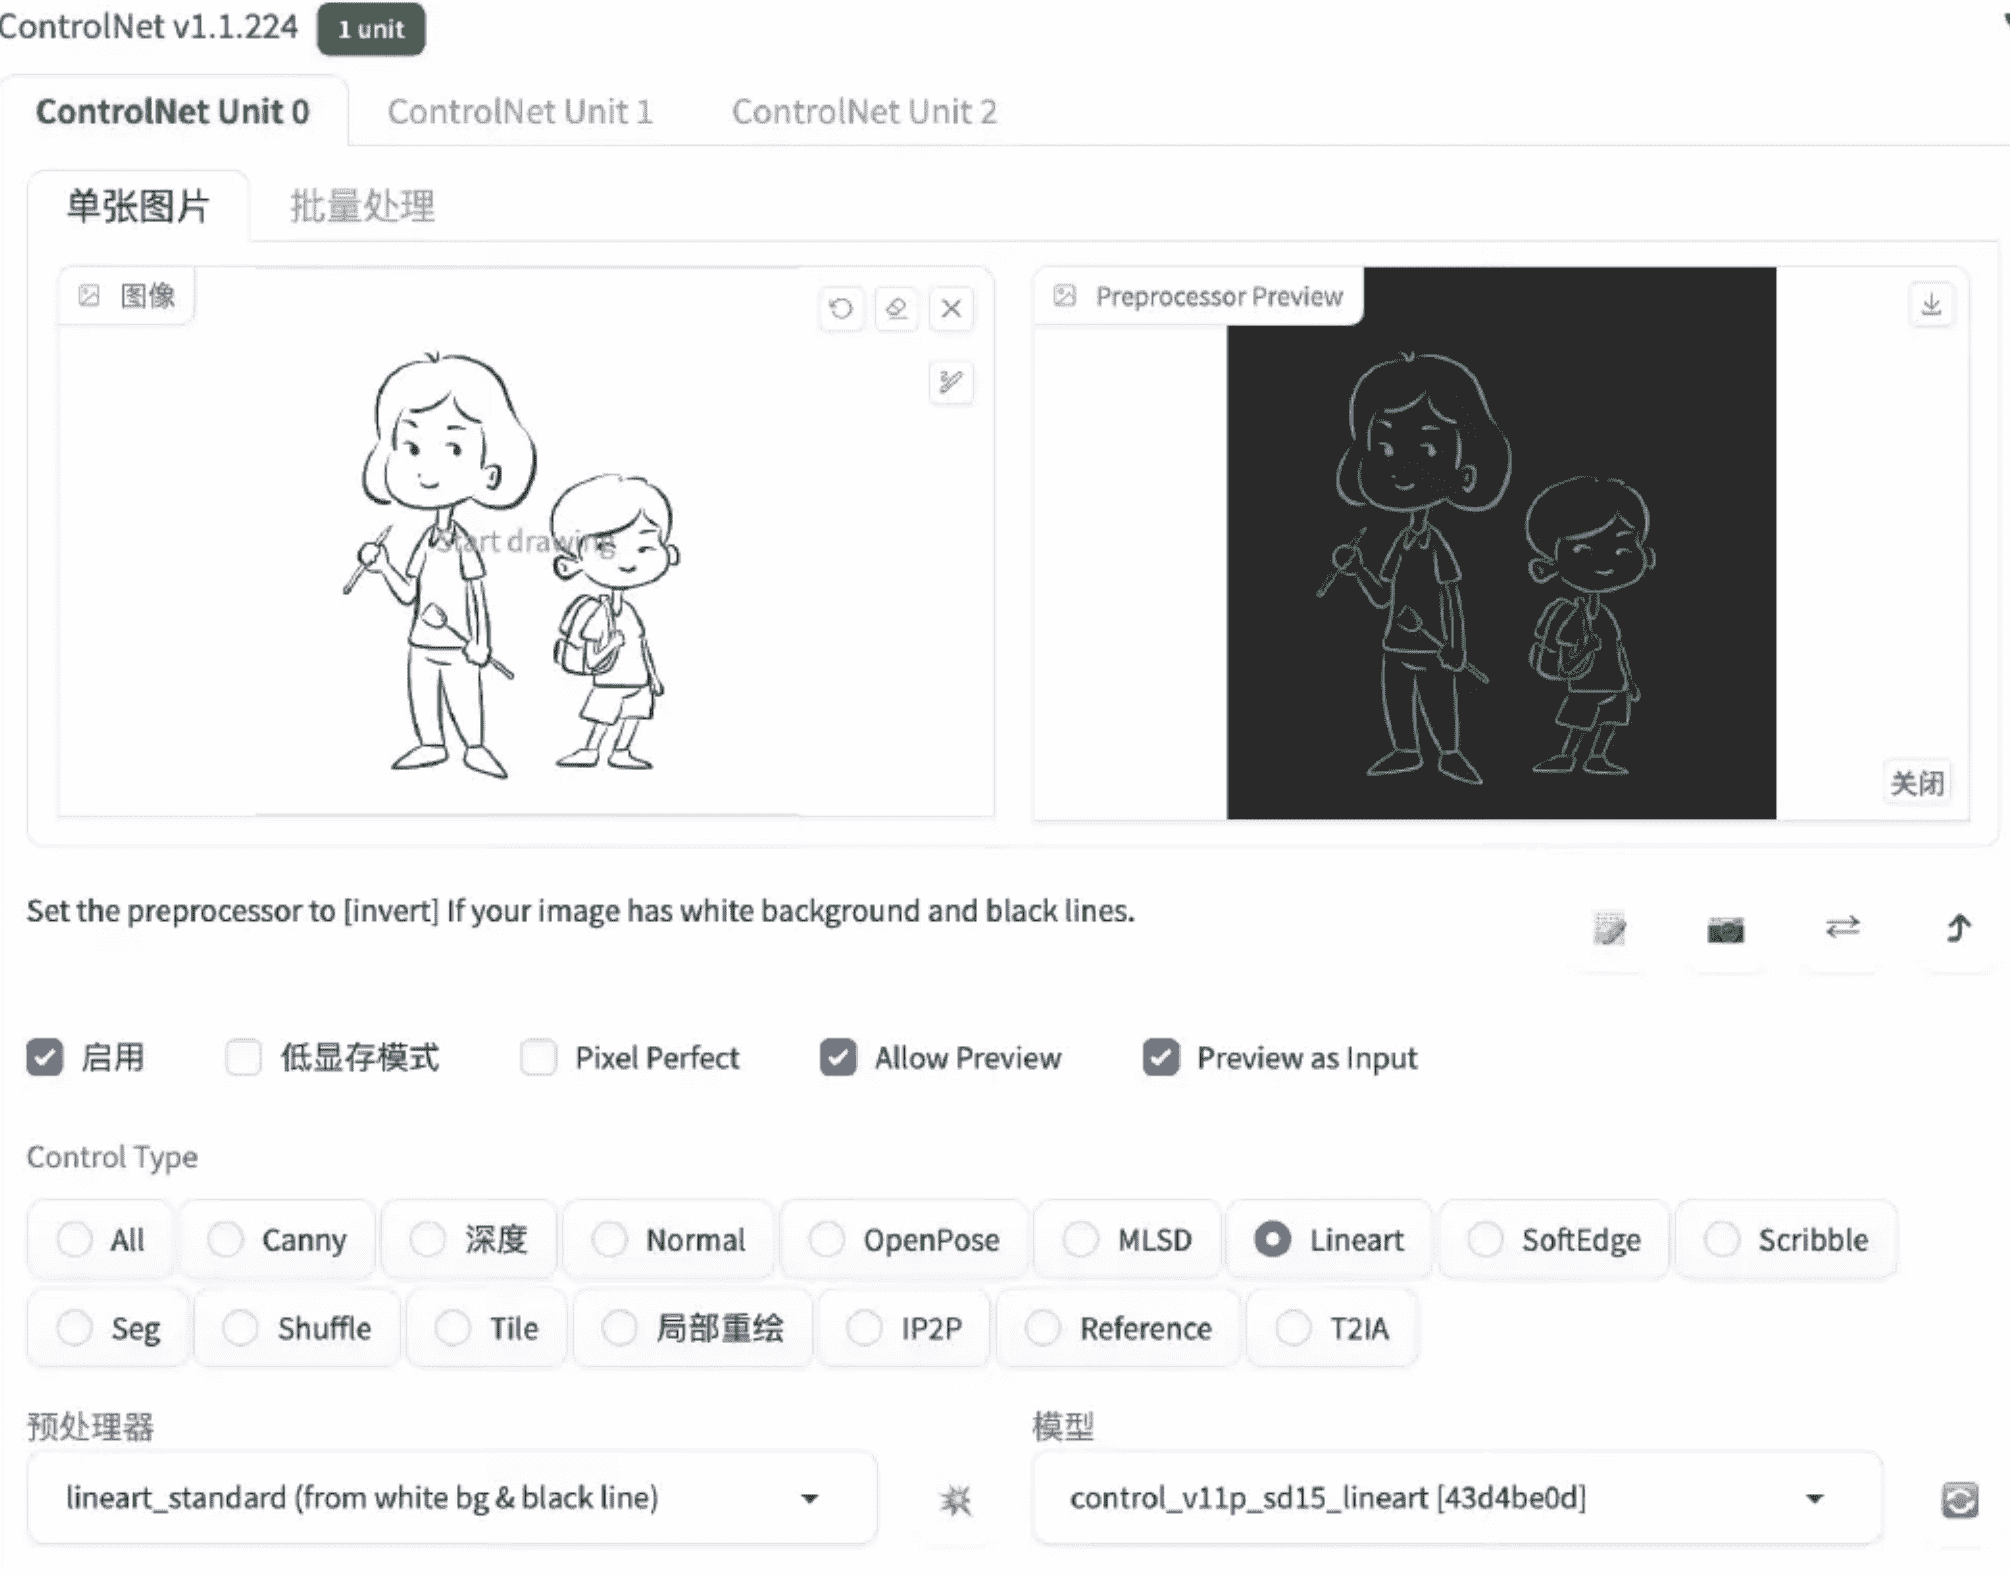 ControlNet v1.1.224 1 unit
ControlNet Unit 0 ControlNet Unit 1 ControlNet Unit 2
单张图片 批量处理
图像 Preprocessor Preview
Start drawing
关闭
Set the preprocessor to [invert] If your image has white background and black lines.
启用 低显存模式 Pixel Perfect Allow Preview Preview as Input
Control Type
All Canny 深度 Normal OpenPose MLSD Lineart SoftEdge Scribble
Seg Shuffle Tile 局部重绘 IP2P Reference T2IA
预处理器 模型
lineart_standard (from white bg & black line) control_v11p_sd15_lineart [43d4be0d]